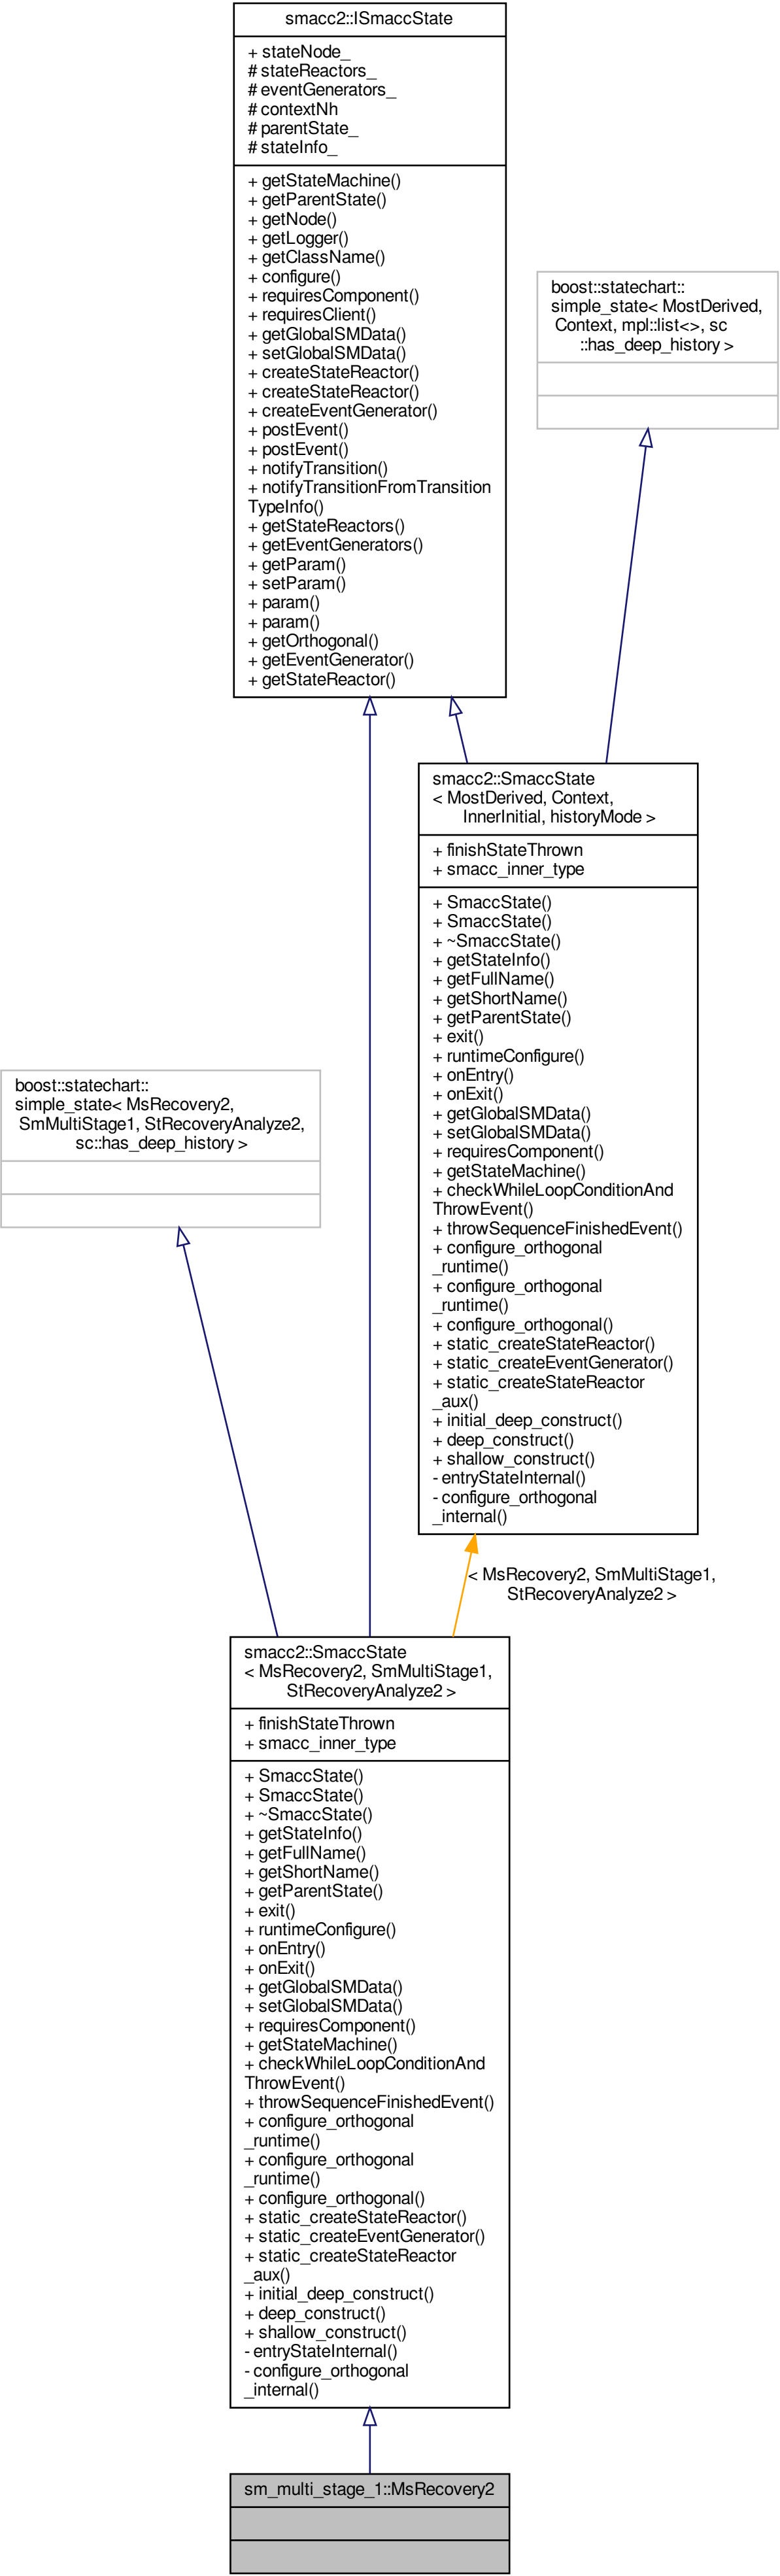 smacc2::ISmaccState
+ stateNode_
# stateReactors_
# eventGenerators_
# contextNh
# parentState_
# stateInfo_
+ getStateMachine()
+ getParentState()
+ getNode()
+ getLogger()
+ getClassName()
+ configure()
+ requiresComponent()
+ requiresClient()
+ getGlobalSMData()
+ setGlobalSMData()
+ createStateReactor()
+ createStateReactor()
+ createEventGenerator()
+ postEvent()
+ postEvent()
+ notifyTransition()
+ notifyTransitionFromTransition
TypeInfo()
+ getStateReactors()
+ getEventGenerators()
+ getParam()
+ setParam()
+ param()
+ param()
+ getOrthogonal()
+ getEventGenerator()
+ getStateReactor()
boost::statechart::
simple_state< MostDerived,
Context, mpl::list<>, sc
::has_deep_history >
smacc2::SmaccState
< MostDerived, Context,
InnerInitial, historyMode >
+ finishStateThrown
+ smacc_inner_type
+ SmaccState()
+ SmaccState()
+ ~SmaccState()
+ getStateInfo()
+ getFullName()
+ getShortName()
+ getParentState()
+ exit()
+ runtimeConfigure()
+ onEntry()
+ onExit()
+ getGlobalSMData()
+ setGlobalSMData()
+ requiresComponent()
+ getStateMachine()
+ checkWhileLoopConditionAnd
ThrowEvent()
+ throwSequenceFinishedEvent()
+ configure_orthogonal
_runtime()
+ configure_orthogonal
_runtime()
+ configure_orthogonal()
+ static_createStateReactor()
+ static_createEventGenerator()
+ static_createStateReactor
_aux()
+ initial_deep_construct()
+ deep_construct()
+ shallow_construct()
- entryStateInternal()
- configure_orthogonal
_internal()
boost::statechart::
simple_state< MsRecovery2,
SmMultiStage1, StRecoveryAnalyze2,
sc::has_deep_history >
< MsRecovery2, SmMultiStage1,
StRecoveryAnalyze2 >
smacc2::SmaccState
< MsRecovery2, SmMultiStage1,
StRecoveryAnalyze2 >
+ finishStateThrown
+ smacc_inner_type
+ SmaccState()
+ SmaccState()
+ ~SmaccState()
+ getStateInfo()
+ getFullName()
+ getShortName()
+ getParentState()
+ exit()
+ runtimeConfigure()
+ onEntry()
+ onExit()
+ getGlobalSMData()
+ setGlobalSMData()
+ requiresComponent()
+ getStateMachine()
+ checkWhileLoopConditionAnd
ThrowEvent()
+ throwSequenceFinishedEvent()
+ configure_orthogonal
_runtime()
+ configure_orthogonal
_runtime()
+ configure_orthogonal()
+ static_createStateReactor()
+ static_createEventGenerator()
+ static_createStateReactor
_aux()
+ initial_deep_construct()
+ deep_construct()
+ shallow_construct()
- entryStateInternal()
- configure_orthogonal
_internal()
sm_multi_stage_1::MsRecovery2